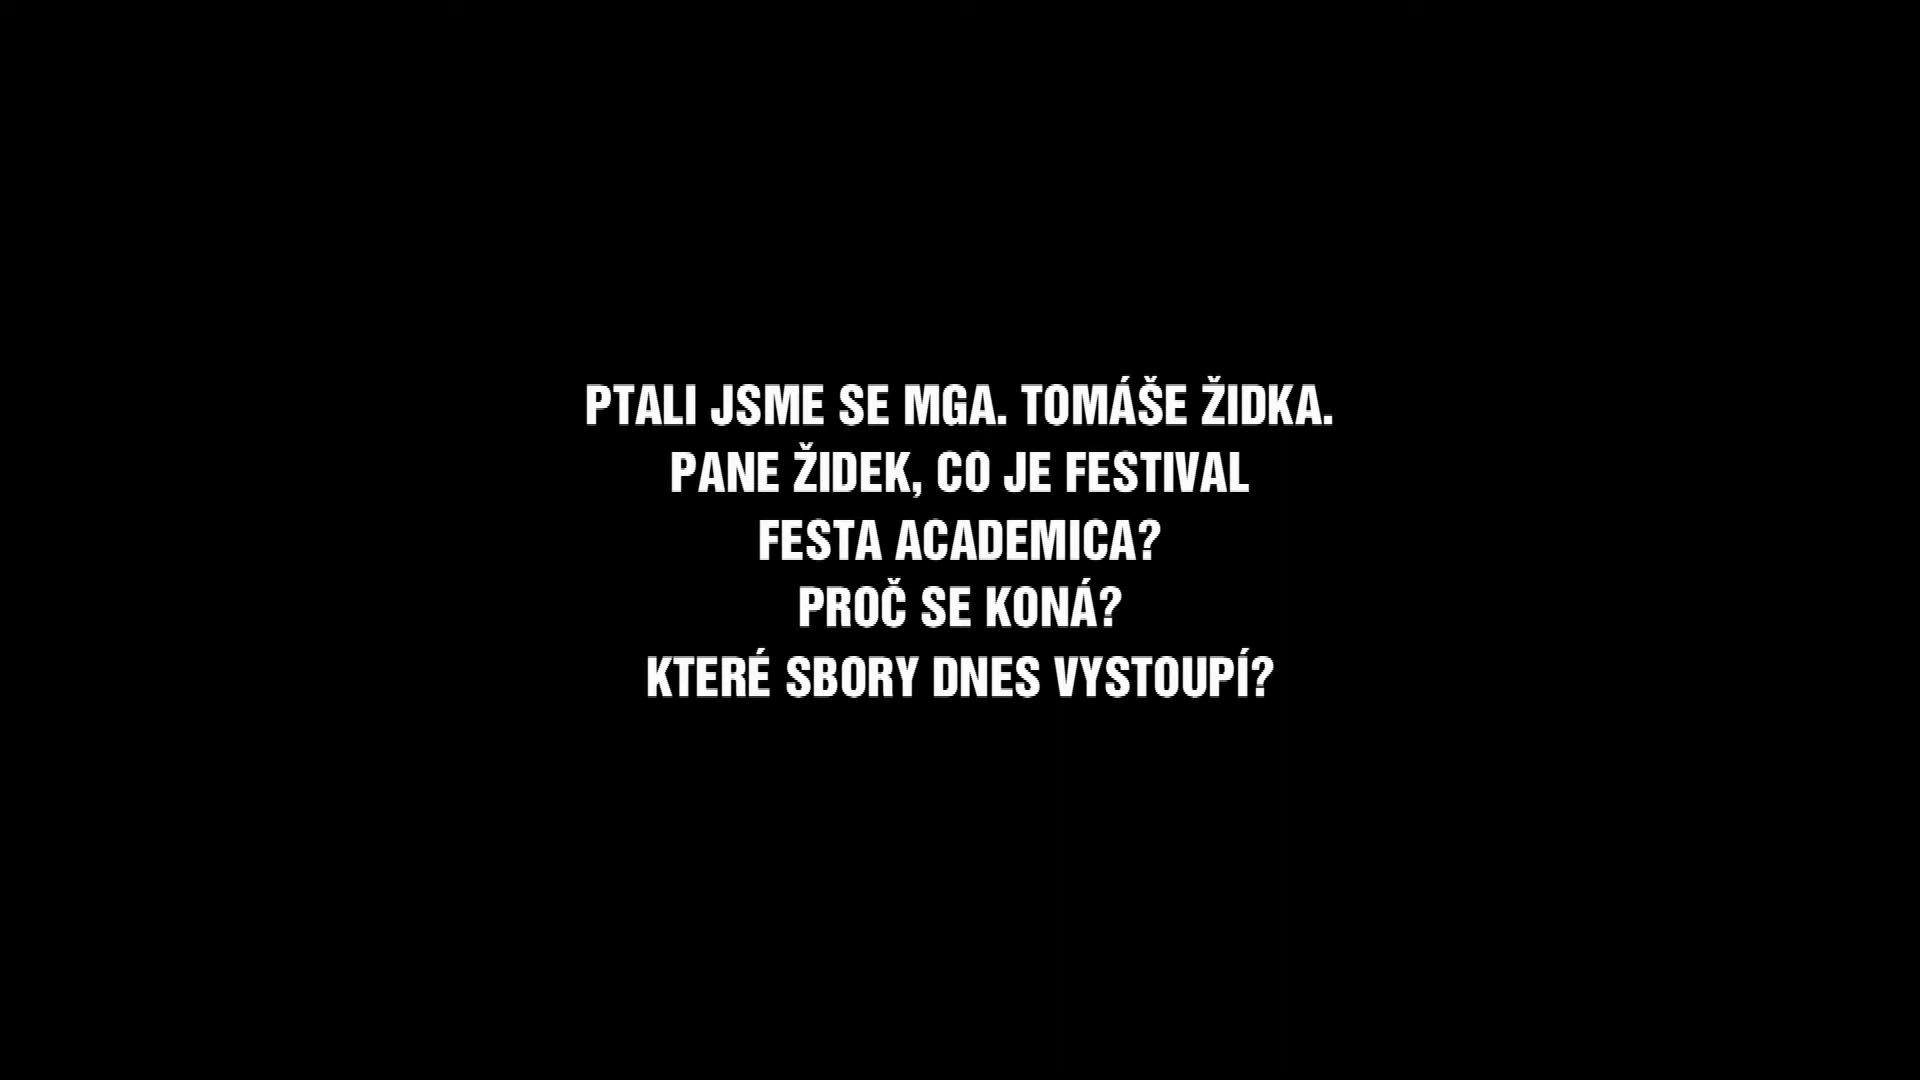 PTALI JSME SE MGA. TOMÁŠE ŽIDKA.
PANE ŽIDEK, CO JE FESTIVAL
FESTA ACADEMICA?
PROČ SE KONÁ?
KTERÉ SBORY DNES VYSTOUPÍ?